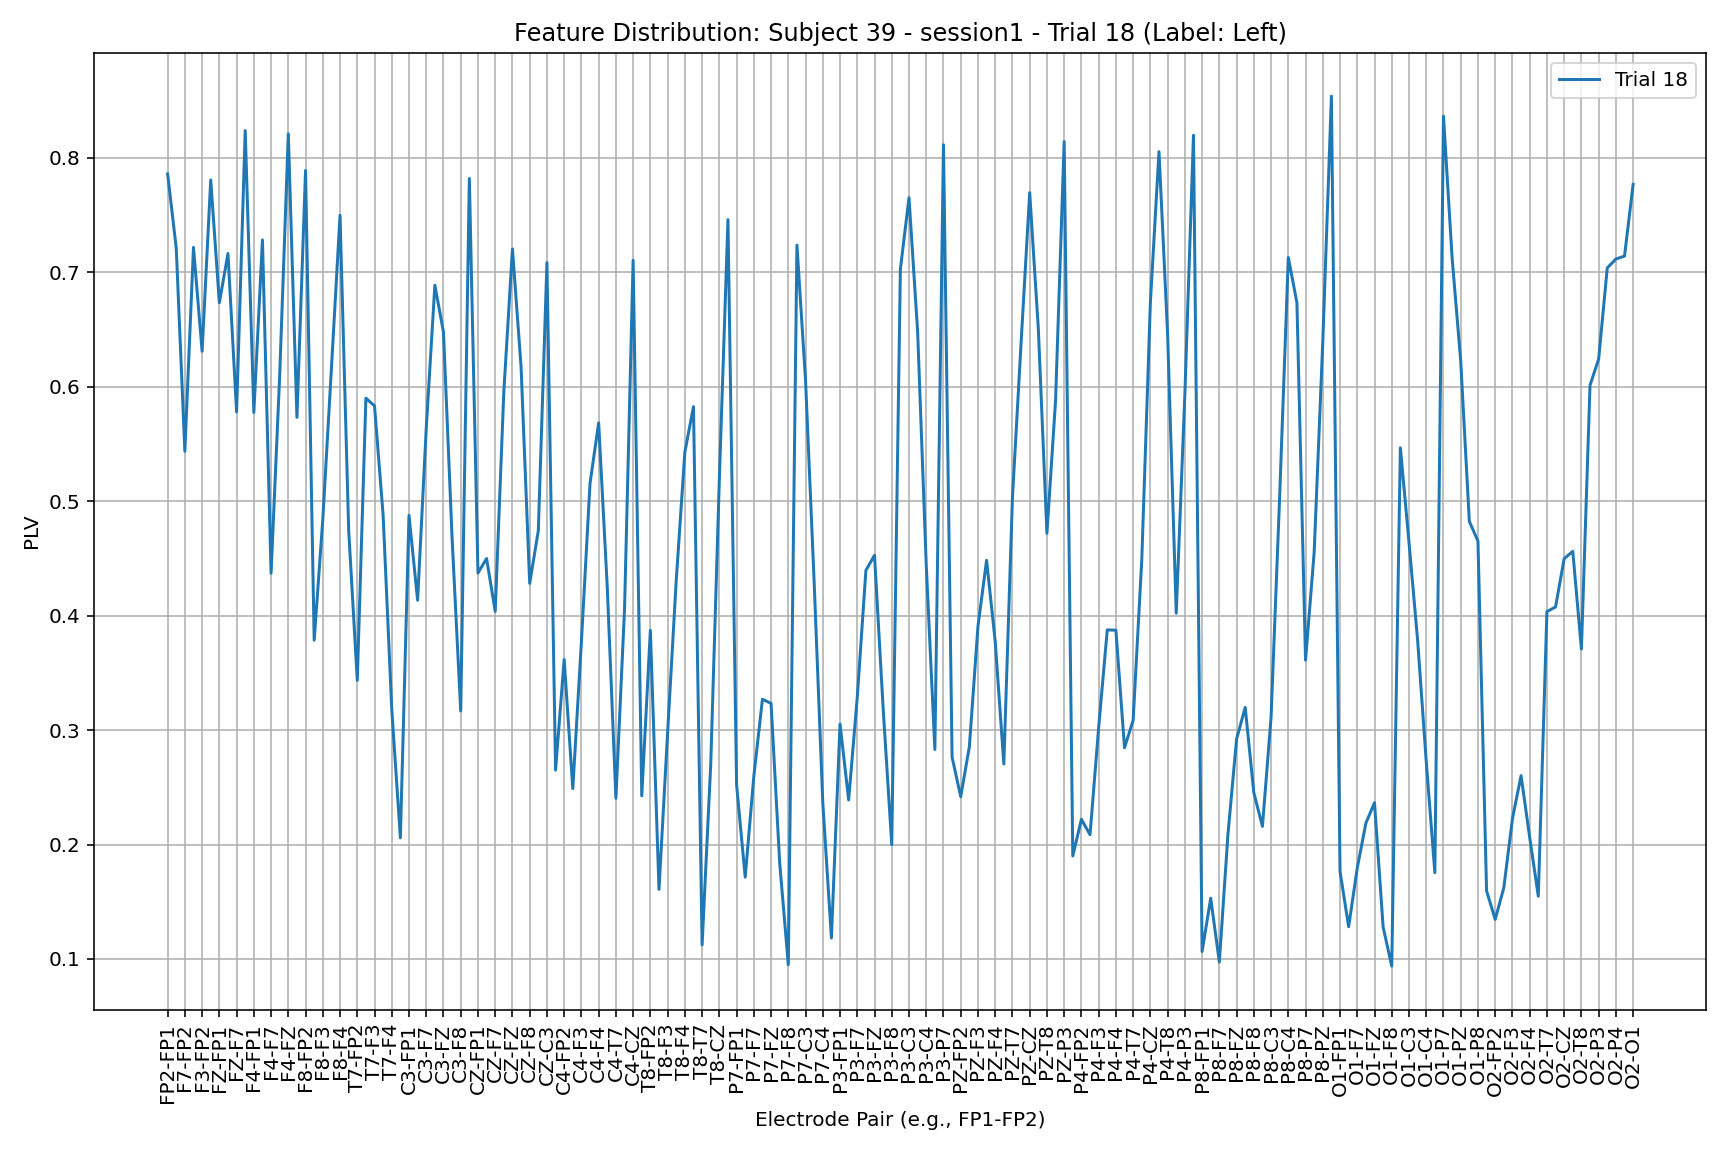 Feature Distribution: Subject 39 - session1 - Trial 18 (Label: Left)
Trial 18
PLV
0.8
0.7
0.6
0.5
0.4
0.3
0.2
0.1
FP2-FP1
F7-FP2
F3-FP2
FZ-FP1
FZ-F7
F4-FP1
F4-F7
F4-FZ
F8-FP2
F8-F3
F8-F4
T7-FP2
T7-F3
T7-F4
C3-FP1
C3-F7
C3-FZ
C3-F8
CZ-FP1
CZ-F7
CZ-FZ
CZ-F8
CZ-C3
C4-FP2
C4-F3
C4-F4
C4-T7
C4-CZ
T8-FP2
T8-F3
T8-F4
T8-T7
T8-CZ
P7-FP1
P7-F7
P7-FZ
P7-F8
P7-C3
P7-C4
P3-FP1
P3-F7
P3-FZ
P3-F8
P3-C3
P3-C4
P3-P7
PZ-FP2
PZ-F3
PZ-F4
PZ-T7
PZ-CZ
PZ-T8
PZ-P3
P4-FP2
P4-F3
P4-F4
P4-T7
P4-CZ
P4-T8
P4-P3
P8-FP1
P8-F7
P8-FZ
P8-F8
P8-C3
P8-C4
P8-P7
P8-PZ
O1-FP1
O1-F7
O1-FZ
O1-F8
O1-C3
O1-C4
O1-P7
O1-PZ
O1-P8
O2-FP2
O2-F3
O2-F4
O2-T7
O2-CZ
O2-T8
O2-P3
O2-P4
O2-O1
Electrode Pair (e.g., FP1-FP2)